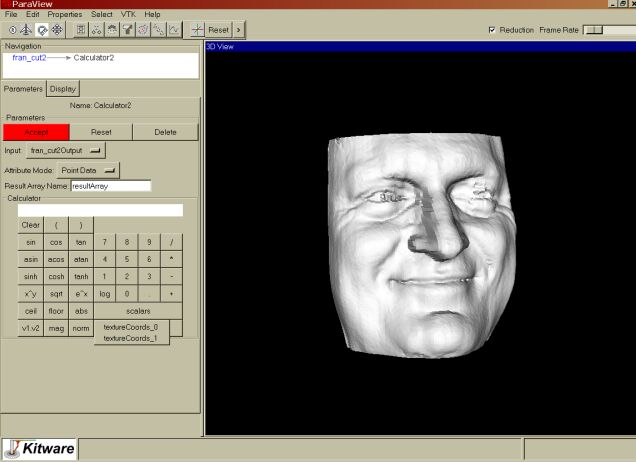 ParaView
File Edit Properties Select VTK Help
Reset >
Reduction Frame Rate
Navigation
fran_cut2 Calculator2
3D View
Parameters Display
Name: Calculator2
Parameters
Accept Reset Delete
Input: fran_cut2Output
Attribute Mode: Point Data
Result Array Name: resultArray
Calculator
Clear ( )
sin cos tan 7 8 9 /
asin acos atan 4 5 6 *
sinh cosh tanh 1 2 3 -
x^y sqrt e^x log 0 . +
ceil floor abs scalars
v1.v2 mag norm textureCoords_0
textureCoords_1
Kitware